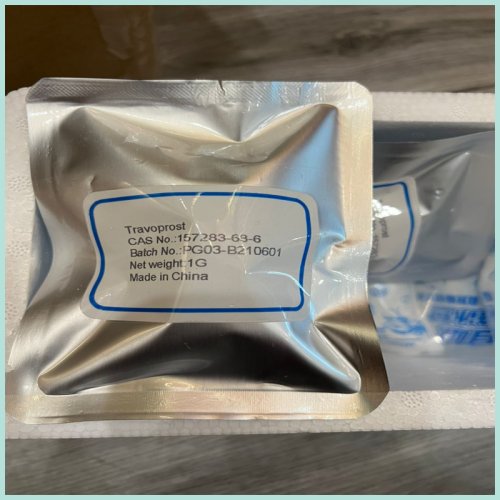 Travoprost
CAS No.:157283-68-6
Batch No.:PG03-B210601
Net weight:1G
Made in China